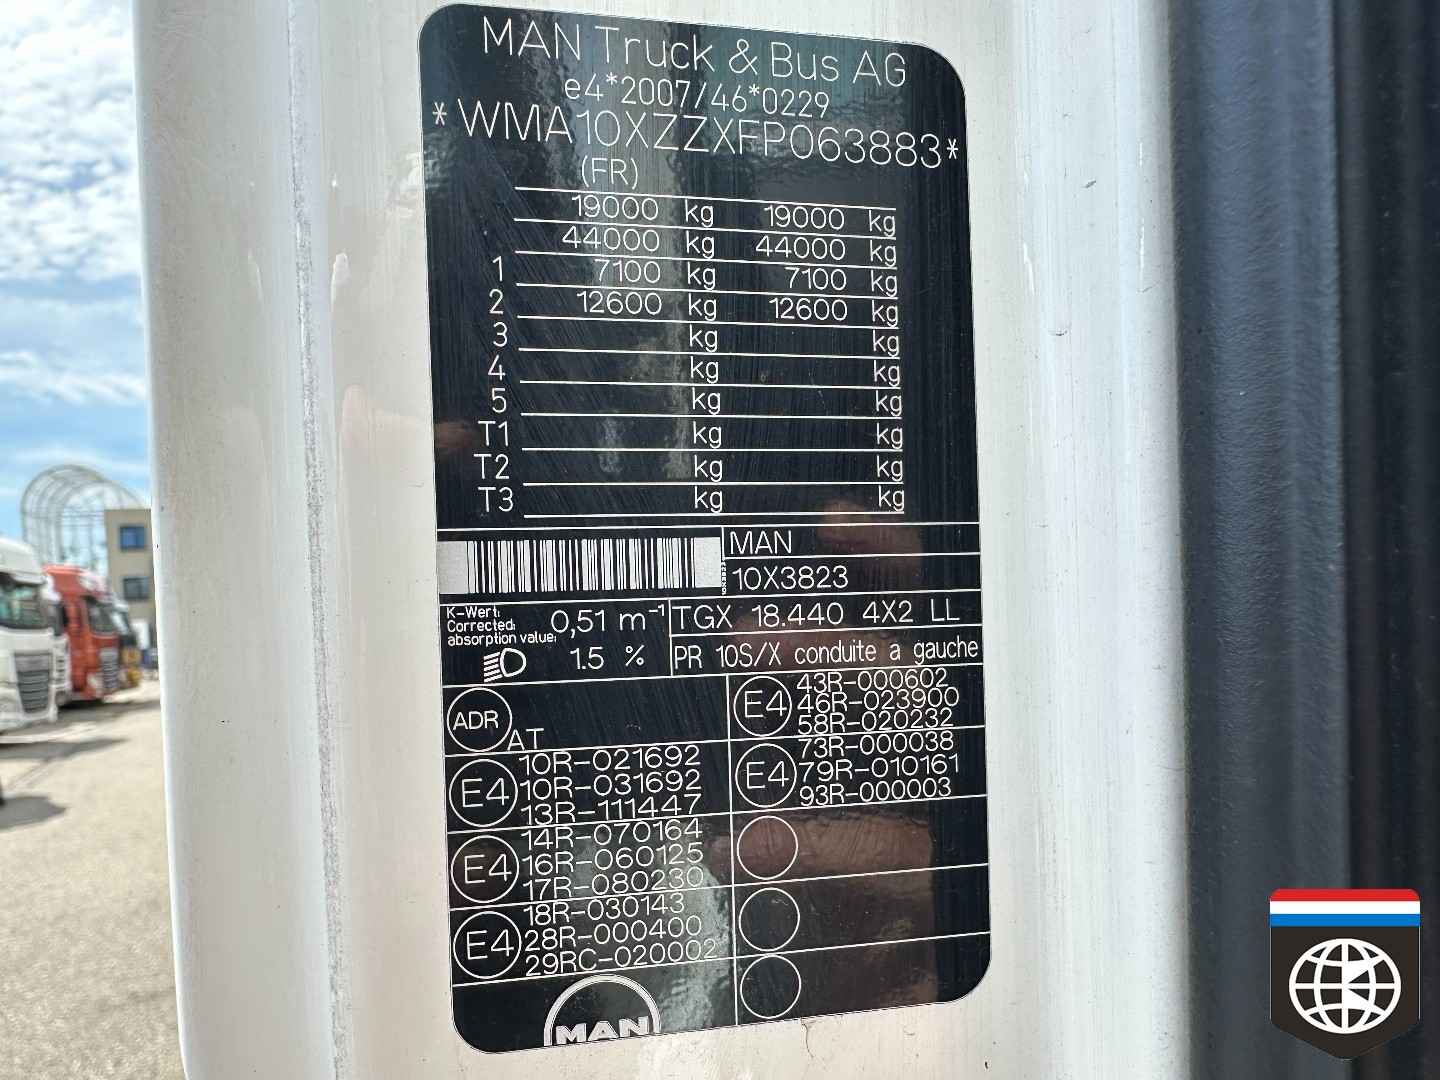 MAN Truck & Bus AG
e4*2007/46*0229
*WMA10XZZXFP063883*
(FR)
19000 kg 19000 kg
44000 kg 44000 kg
1 7100 kg 7100 kg
2 12600 kg 12600 kg
3 kg kg
4 kg kg
5 kg kg
T1 kg kg
T2 kg kg
T3 kg kg
10X3823
MAN
10X3823
K-Wert:
Corrected:
absorption value:
0,51 m⁻¹
1.5 %
TGX 18.440 4X2 LL
PR 10S/X conduite a gauche
ADR
AT
E4
10R-021692
10R-031692
13R-111447
E4
14R-070164
16R-060125
17R-080230
E4
18R-030143
28R-000400
29RC-020002
E4
43R-000602
46R-023900
58R-020232
E4
73R-000038
79R-010161
93R-000003
MAN